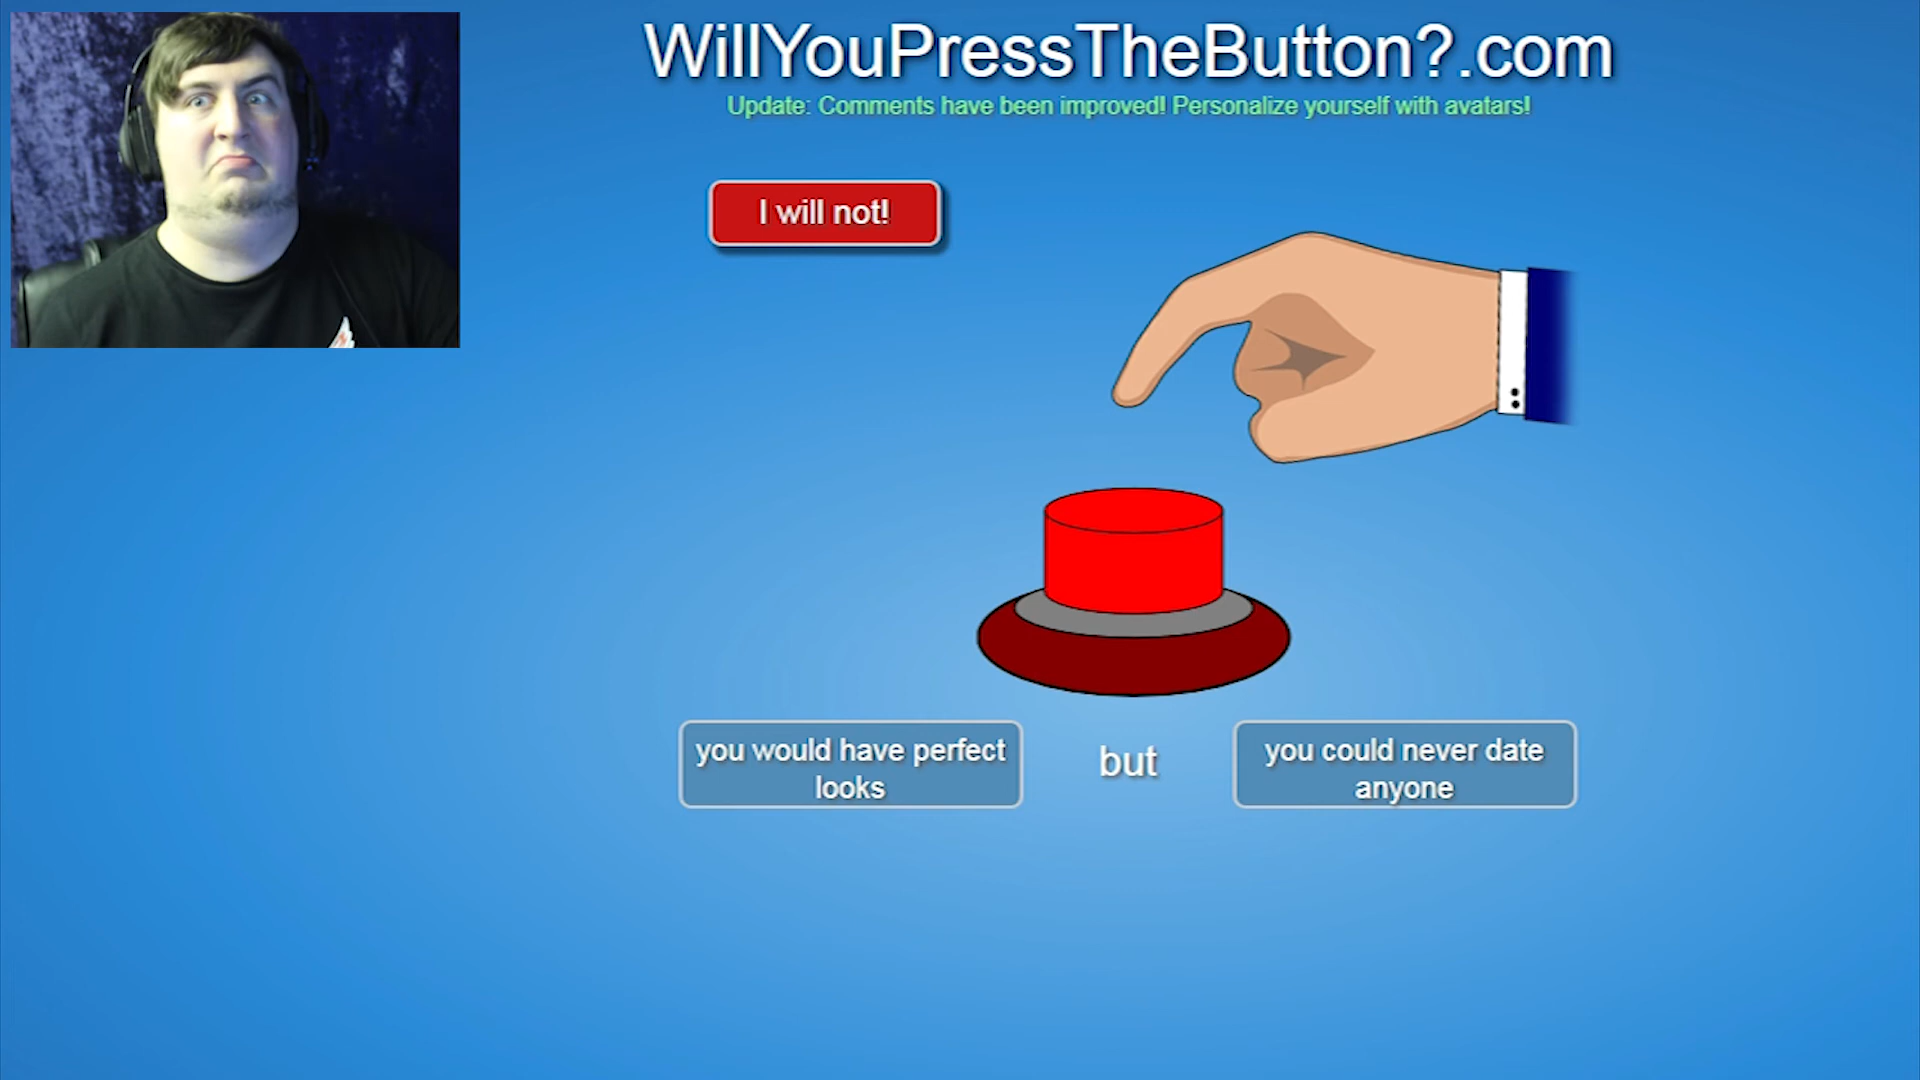 WillYouPressTheButton?.com
Update: Comments have been improved! Personalize yourself with avatars!
I will not!
you would have perfect
looks
but
you could never date
anyone